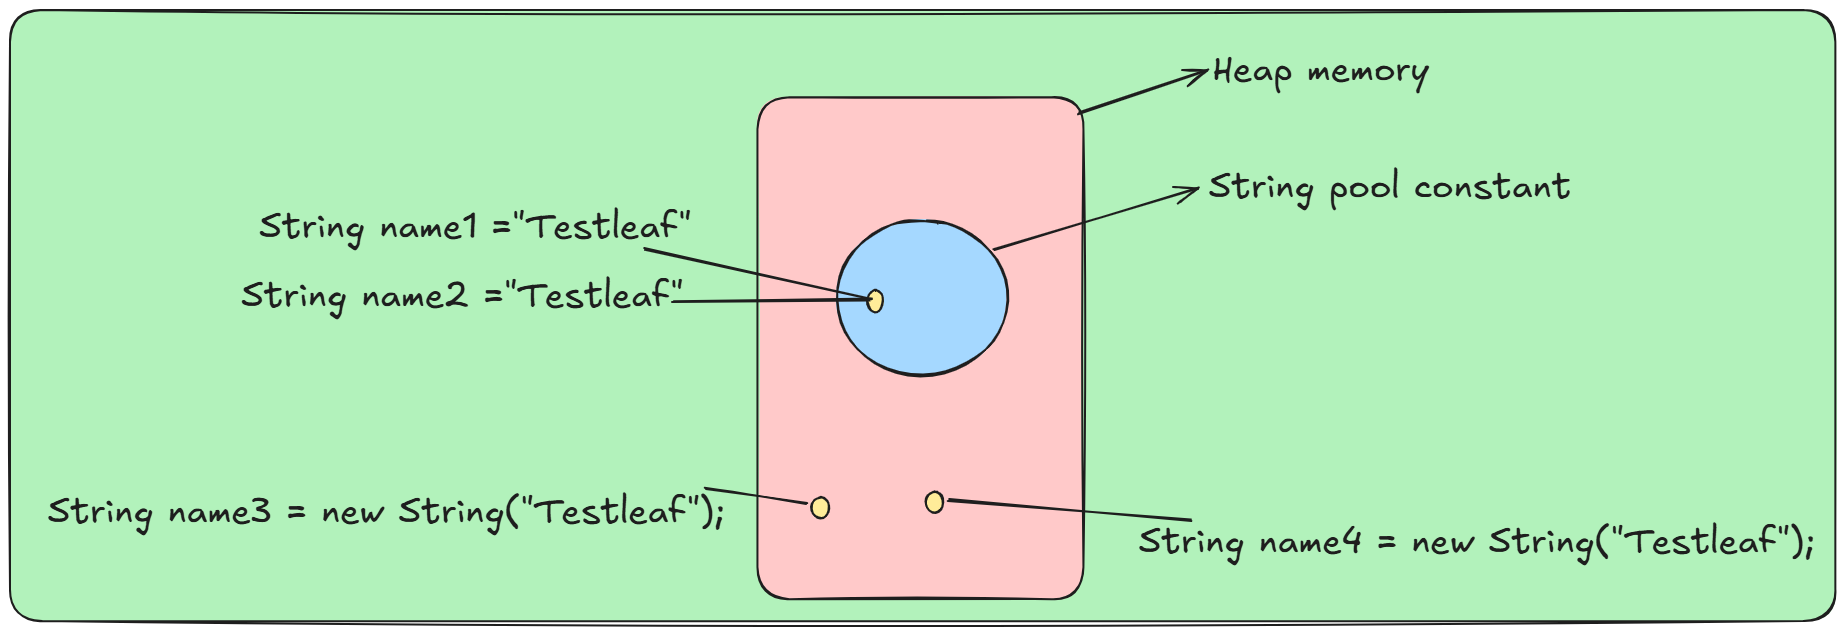 Heap memory
String pool constant
String name1 ="Testleaf"
String name2 ="Testleaf"
String name3 = new String("Testleaf");
String name4 = new String("Testleaf");